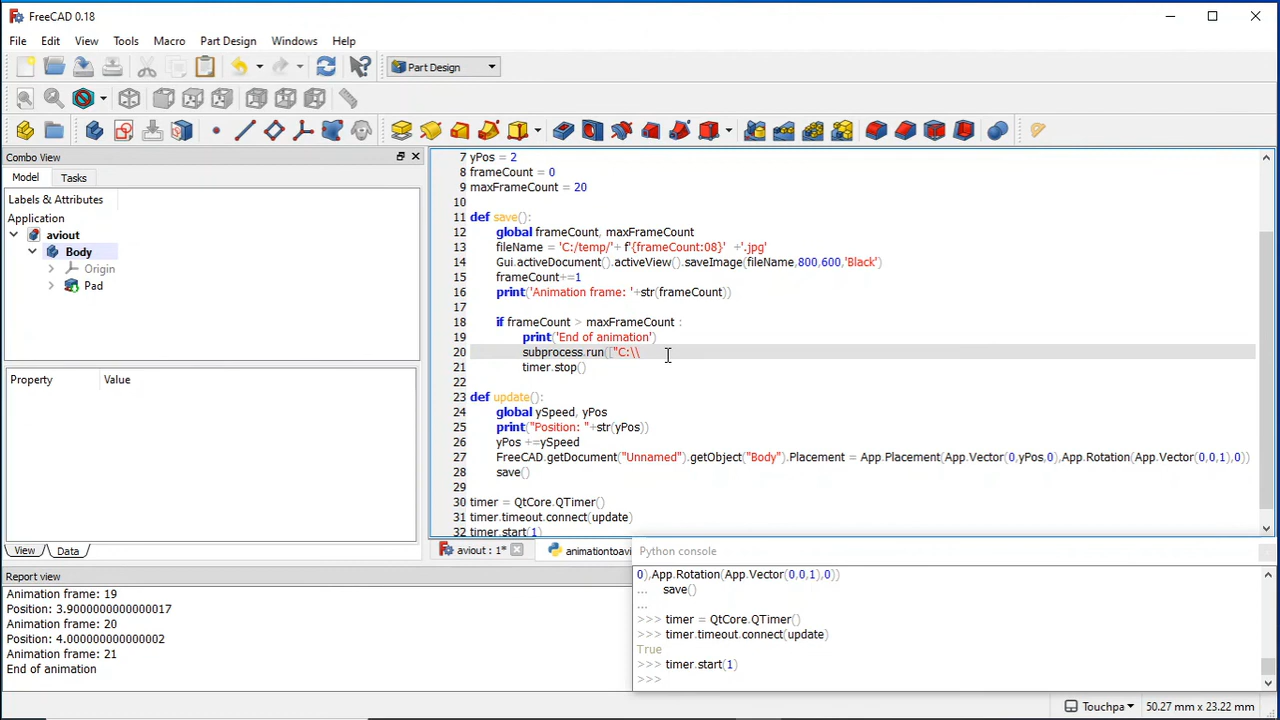 FreeCAD 0.18
File Edit View Tools Macro Part Design Windows Help
Part Design
Combo View
Model Tasks
Labels & Attributes
Application
aviout
Body
Origin
Pad
Property Value
View Data
7 yPos = 2
8 frameCount = 0
9 maxFrameCount = 20
10
11 def save():
12 global frameCount, maxFrameCount
13 fileName = 'C:/temp/'+ f'{frameCount:08}' +'.jpg'
14 Gui.activeDocument().activeView().saveImage(fileName,800,600,'Black')
15 frameCount+=1
16 print('Animation frame: '+str(frameCount))
17
18 if frameCount > maxFrameCount :
19 print('End of animation')
20 subprocess.run(["C:\\
21 timer.stop()
22
23 def update():
24 global ySpeed, yPos
25 print("Position: "+str(yPos))
26 yPos +=ySpeed
27 FreeCAD.getDocument("Unnamed").getObject("Body").Placement = App.Placement(App.Vector(0,yPos,0),App.Rotation(App.Vector(0,0,1),0))
28 save()
29
30 timer = QtCore.QTimer()
31 timer.timeout.connect(update)
32 timer.start(1)
aviout : 1* animationtoavi
Report view
Animation frame: 19
Position: 3.9000000000000017
Animation frame: 20
Position: 4.000000000000002
Animation frame: 21
End of animation
Python console
0),App.Rotation(App.Vector(0,0,1),0))
... save()
...
>>> timer = QtCore.QTimer()
>>> timer.timeout.connect(update)
True
>>> timer.start(1)
>>>
Touchpa 50.27 mm x 23.22 mm